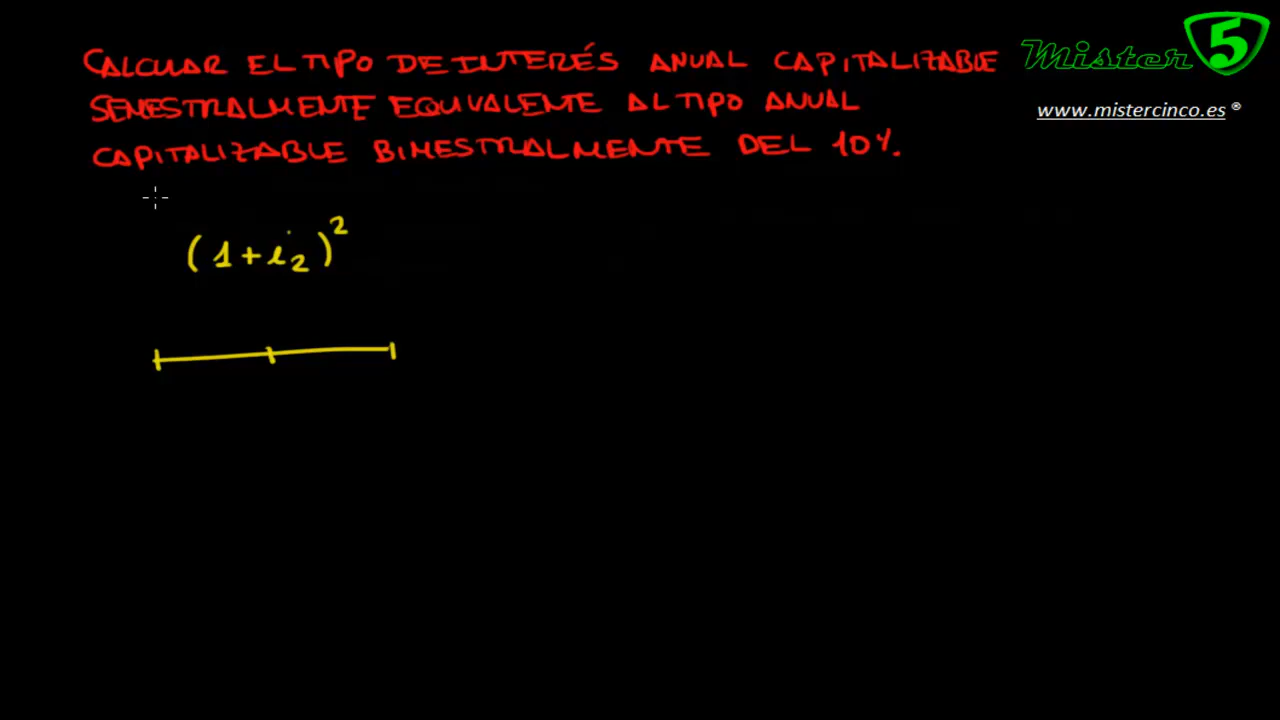 CALCULAR EL TIPO DE INTERÉS ANUAL CAPITALIZABLE
SEMESTRALMENTE EQUIVALENTE AL TIPO ANUAL
CAPITALIZABLE BIMESTRALMENTE DEL 10%.
Mister 5
www.mistercinco.es ®
(1+i₂)²